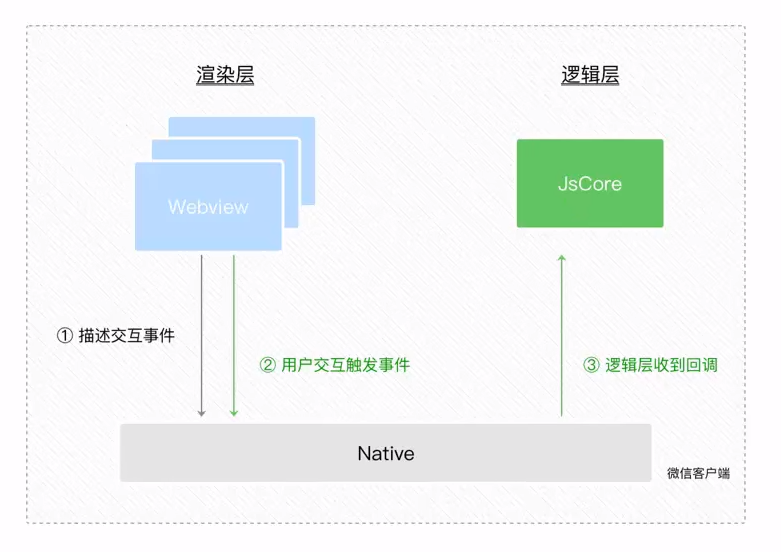 渲染层
逻辑层
Webview
JsCore
① 描述交互事件
② 用户交互触发事件
③ 逻辑层收到回调
Native
微信客户端